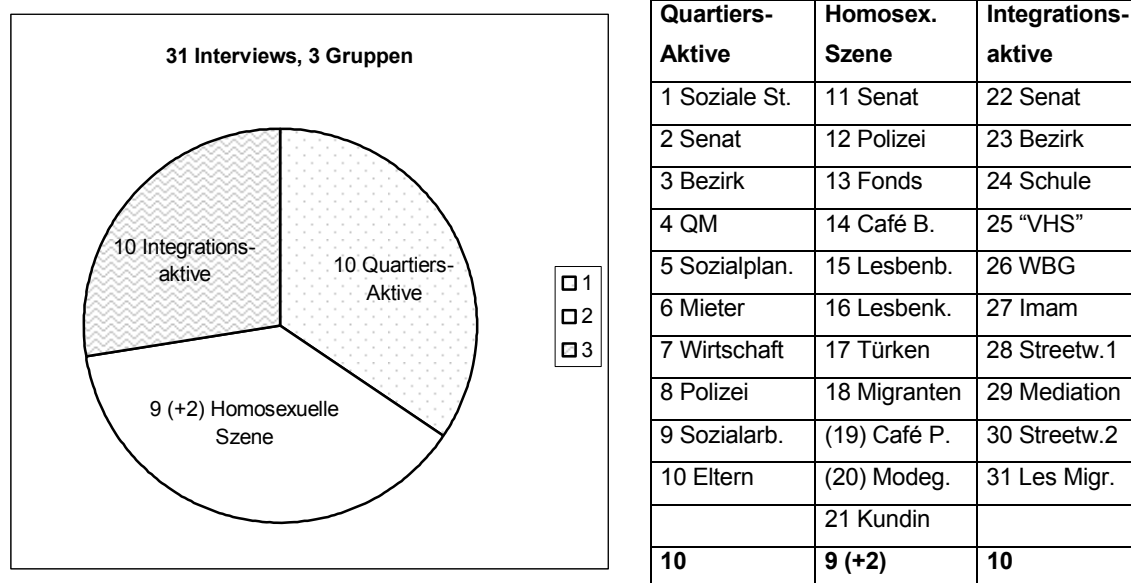 31 Interviews, 3 Gruppen
10 Integrations-
aktive
10 Quartiers-
Aktive
9 (+2) Homosexuelle
Szene
1
2
3
Quartiers-
Aktive
Homosex.
Szene
Integrations-
aktive
1 Soziale St.
11 Senat
22 Senat
2 Senat
12 Polizei
23 Bezirk
3 Bezirk
13 Fonds
24 Schule
4 QM
14 Café B.
25 “VHS”
5 Sozialplan.
15 Lesbenb.
26 WBG
6 Mieter
16 Lesbenk.
27 Imam
7 Wirtschaft
17 Türken
28 Streetw.1
8 Polizei
18 Migranten
29 Mediation
9 Sozialarb.
(19) Café P.
30 Streetw.2
10 Eltern
(20) Modeg.
31 Les Migr.
21 Kundin
10
9 (+2)
10